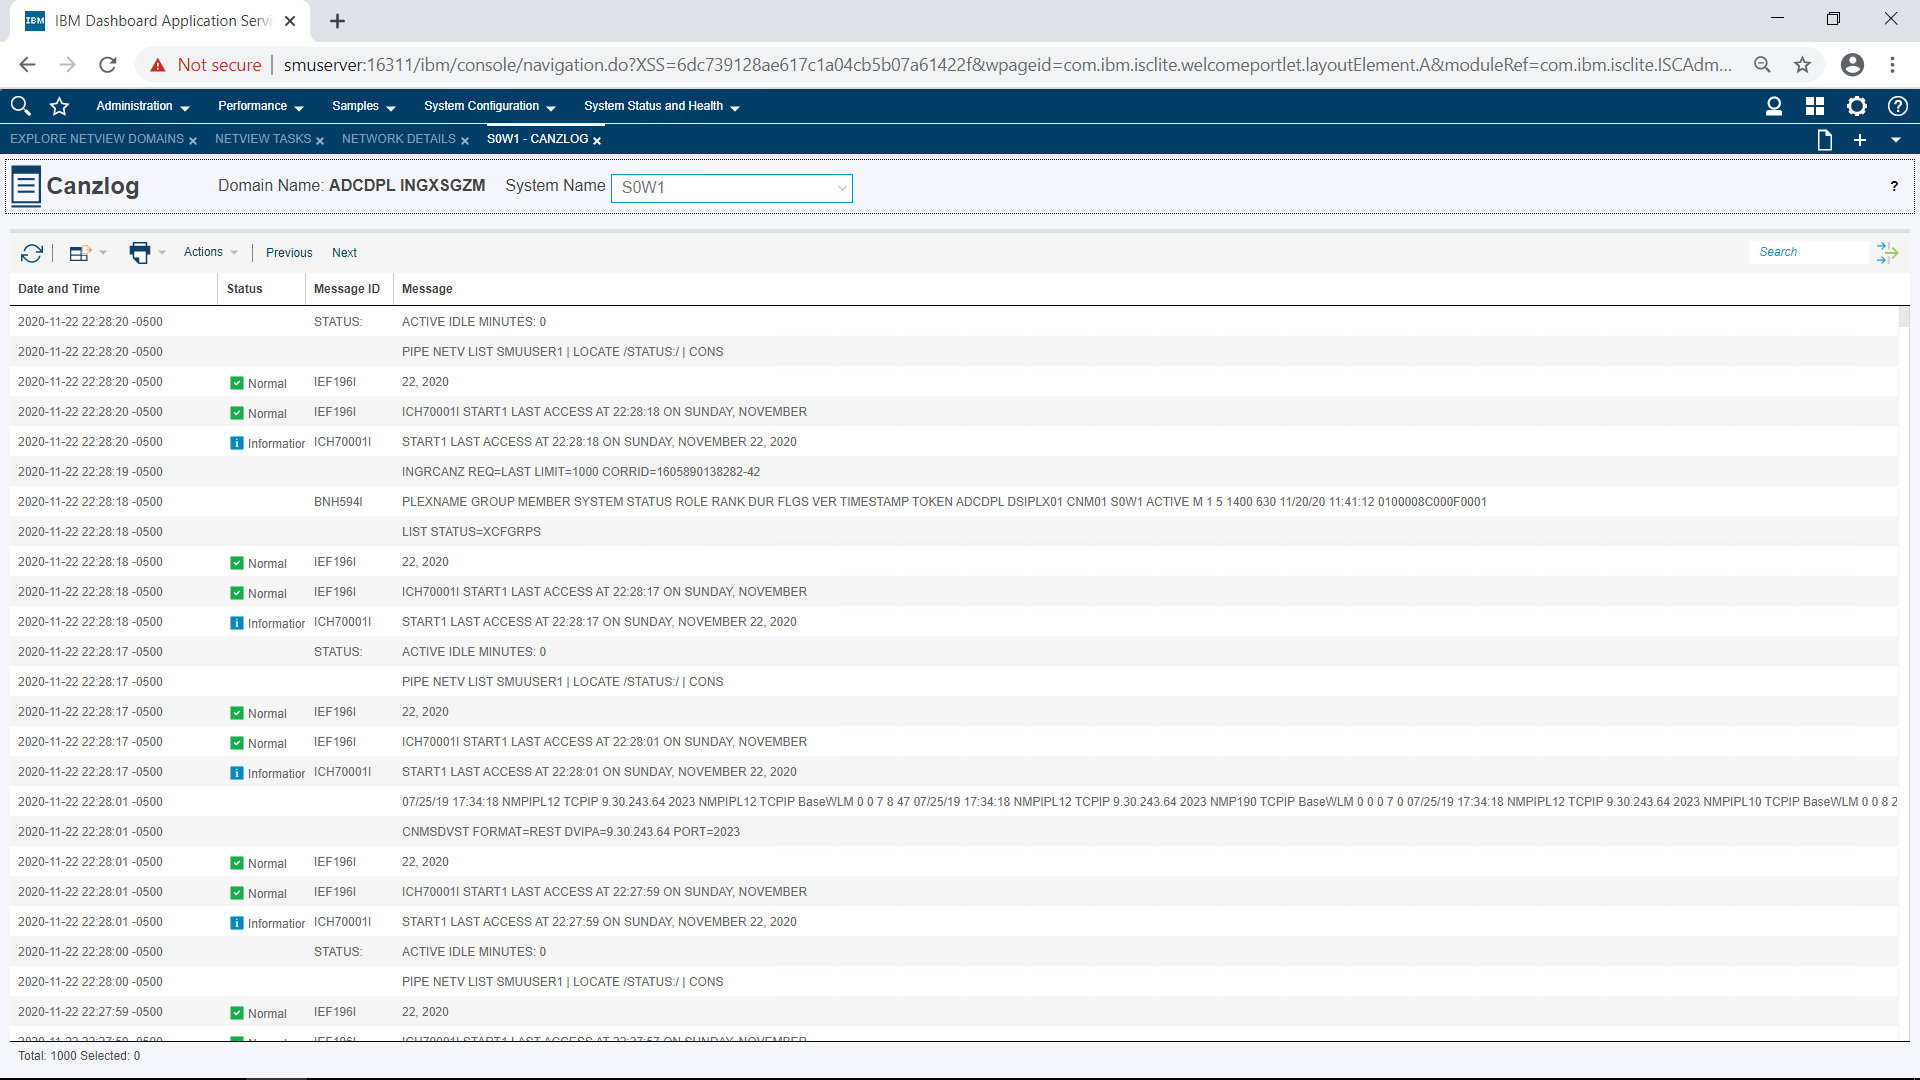 IBM IBM Dashboard Application Servi
Not secure | smuserver:16311/ibm/console/navigation.do?XSS=6dc739128ae617c1a04cb5b07a61422f&wpageid=com.ibm.isclite.welcomeportlet.layoutElement.A&moduleRef=com.ibm.isclite.ISCAdm...
Administration Performance Samples System Configuration System Status and Health
EXPLORE NETVIEW DOMAINS NETVIEW TASKS NETWORK DETAILS S0W1 - CANZLOG
Canzlog Domain Name: ADCDPL INGXSGZM System Name S0W1 ?
Actions Previous Next Search
Date and Time Status Message ID Message
2020-11-22 22:28:20 -0500 STATUS: ACTIVE IDLE MINUTES: 0
2020-11-22 22:28:20 -0500 PIPE NETV LIST SMUUSER1 | LOCATE /STATUS:/ | CONS
2020-11-22 22:28:20 -0500 Normal IEF196I 22, 2020
2020-11-22 22:28:20 -0500 Normal IEF196I ICH70001I START1 LAST ACCESS AT 22:28:18 ON SUNDAY, NOVEMBER
2020-11-22 22:28:20 -0500 Information ICH70001I START1 LAST ACCESS AT 22:28:18 ON SUNDAY, NOVEMBER 22, 2020
2020-11-22 22:28:19 -0500 INGRCANZ REQ=LAST LIMIT=1000 CORRID=1605890138282-42
2020-11-22 22:28:18 -0500 BNH594I PLEXNAME GROUP MEMBER SYSTEM STATUS ROLE RANK DUR FLGS VER TIMESTAMP TOKEN ADCDPL DSIPLX01 CNM01 S0W1 ACTIVE M 1 5 1400 630 11/20/20 11:41:12 0100008C000F0001
2020-11-22 22:28:18 -0500 LIST STATUS=XCFGRPS
2020-11-22 22:28:18 -0500 Normal IEF196I 22, 2020
2020-11-22 22:28:18 -0500 Normal IEF196I ICH70001I START1 LAST ACCESS AT 22:28:17 ON SUNDAY, NOVEMBER
2020-11-22 22:28:18 -0500 Information ICH70001I START1 LAST ACCESS AT 22:28:17 ON SUNDAY, NOVEMBER 22, 2020
2020-11-22 22:28:17 -0500 STATUS: ACTIVE IDLE MINUTES: 0
2020-11-22 22:28:17 -0500 PIPE NETV LIST SMUUSER1 | LOCATE /STATUS:/ | CONS
2020-11-22 22:28:17 -0500 Normal IEF196I 22, 2020
2020-11-22 22:28:17 -0500 Normal IEF196I ICH70001I START1 LAST ACCESS AT 22:28:01 ON SUNDAY, NOVEMBER
2020-11-22 22:28:17 -0500 Information ICH70001I START1 LAST ACCESS AT 22:28:01 ON SUNDAY, NOVEMBER 22, 2020
2020-11-22 22:28:01 -0500 07/25/19 17:34:18 NMPIPL12 TCPIP 9.30.243.64 2023 NMPIPL12 TCPIP BaseWLM 0 0 7 8 47 07/25/19 17:34:18 NMPIPL12 TCPIP 9.30.243.64 2023 NMP190 TCPIP BaseWLM 0 0 0 7 0 07/25/19 17:34:18 NMPIPL12 TCPIP 9.30.243.64 2023 NMPIPL10 TCPIP BaseWLM 0 0 8 2
2020-11-22 22:28:01 -0500 CNMSDVST FORMAT=REST DVIPA=9.30.243.64 PORT=2023
2020-11-22 22:28:01 -0500 Normal IEF196I 22, 2020
2020-11-22 22:28:01 -0500 Normal IEF196I ICH70001I START1 LAST ACCESS AT 22:27:59 ON SUNDAY, NOVEMBER
2020-11-22 22:28:01 -0500 Information ICH70001I START1 LAST ACCESS AT 22:27:59 ON SUNDAY, NOVEMBER 22, 2020
2020-11-22 22:28:00 -0500 STATUS: ACTIVE IDLE MINUTES: 0
2020-11-22 22:28:00 -0500 PIPE NETV LIST SMUUSER1 | LOCATE /STATUS:/ | CONS
2020-11-22 22:27:59 -0500 Normal IEF196I 22, 2020
2020-11-22 22:27:59 -0500 Normal IEF196I ICH70001I START1 LAST ACCESS AT 22:27:57 ON SUNDAY, NOVEMBER
Total: 1000 Selected: 0